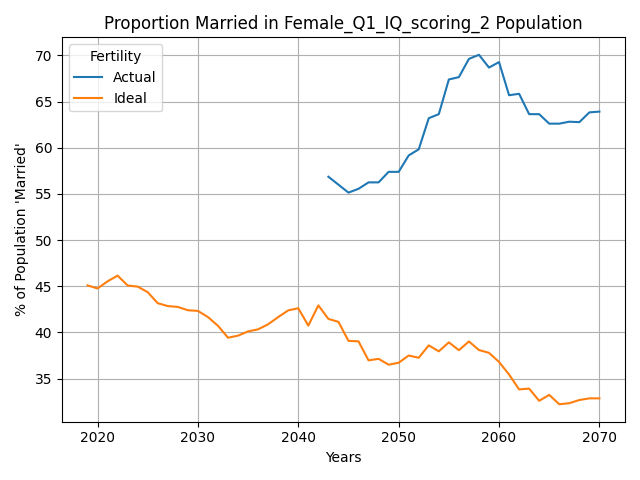 Proportion Married in Female_Q1_IQ_scoring_2 Population
% of Population 'Married'
70
65
60
55
50
45
40
35
Fertility
Actual
Ideal
2020 2030 2040 2050 2060 2070
Years